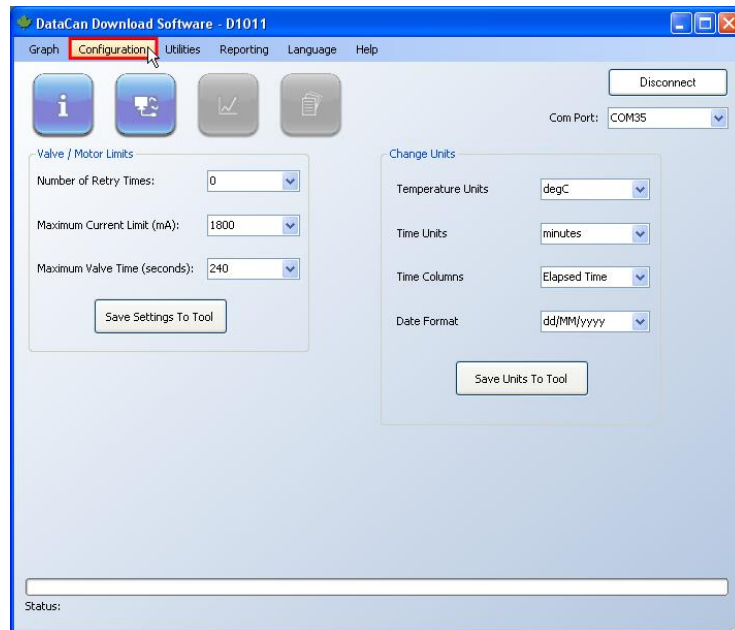 DataCan Download Software - D1011
Graph Configuration Utilities Reporting Language Help
i
Disconnect
Com Port: COM35
Valve / Motor Limits
Number of Retry Times: 0
Maximum Current Limit (mA): 1800
Maximum Valve Time (seconds): 240
Save Settings To Tool
Change Units
Temperature Units degC
Time Units minutes
Time Columns Elapsed Time
Date Format dd/MM/yyyy
Save Units To Tool
Status: